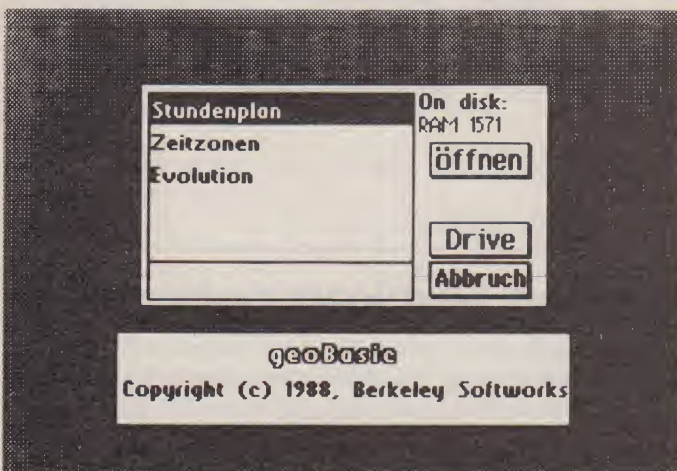 Stundenplan
Zeitzonen
Evolution
On disk:
RAM 1571
öffnen
Drive
Abbruch
geoBasic
Copyright (c) 1988, Berkeley Softworks